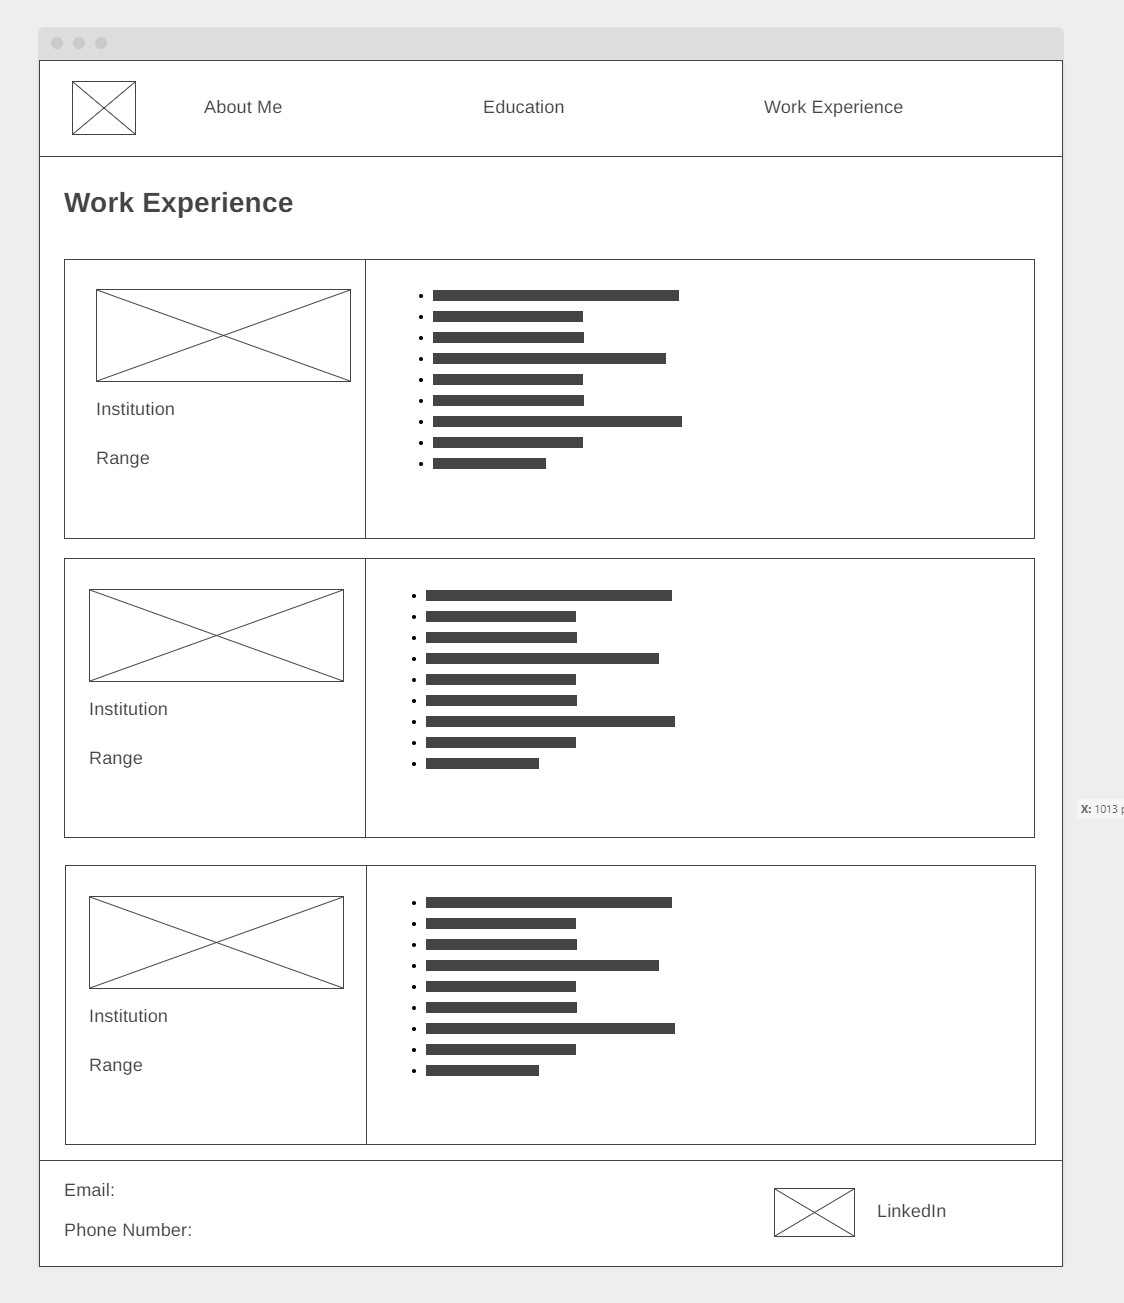 About Me
Education
Work Experience
Work Experience
Institution
Range
Institution
Range
X: 1013 p
Institution
Range
Email:
Phone Number:
LinkedIn